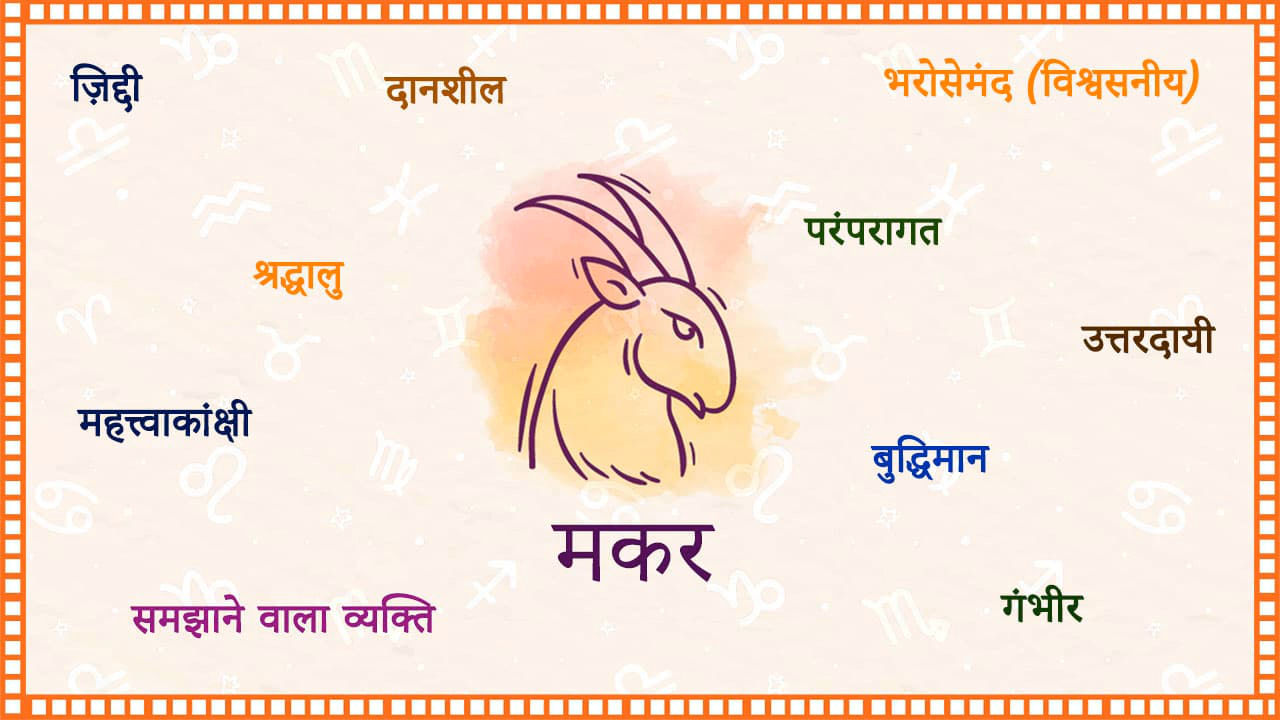 ज़िद्दी
दानशील
भरोसेमंद (विश्वसनीय)
परंपरागत
श्रद्धालु
उत्तरदायी
महत्त्वाकांक्षी
बुद्धिमान
मकर
समझाने वाला व्यक्ति
गंभीर